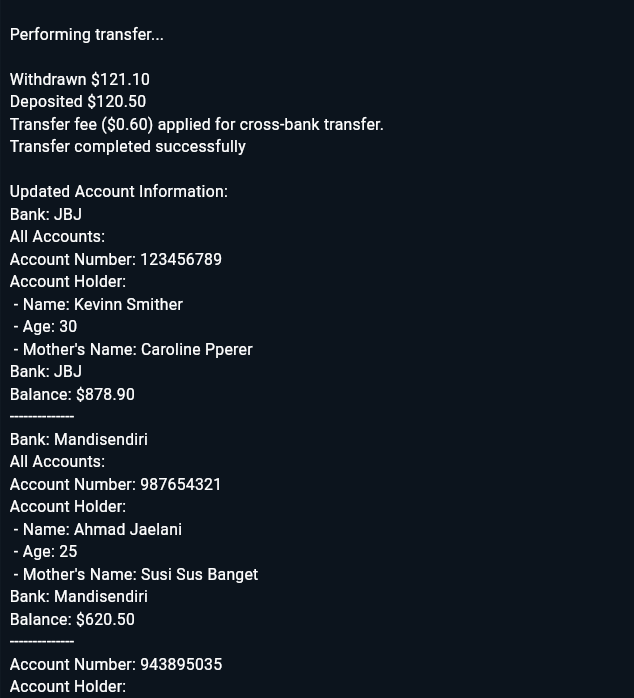 Performing transfer...
Withdrawn $121.10
Deposited $120.50
Transfer fee ($0.60) applied for cross-bank transfer.
Transfer completed successfully
Updated Account Information:
Bank: JBJ
All Accounts:
Account Number: 123456789
Account Holder:
- Name: Kevinn Smither
- Age: 30
- Mother's Name: Caroline Pperer
Bank: JBJ
Balance: $878.90
--------------
Bank: Mandisendiri
All Accounts:
Account Number: 987654321
Account Holder:
- Name: Ahmad Jaelani
- Age: 25
- Mother's Name: Susi Sus Banget
Bank: Mandisendiri
Balance: $620.50
--------------
Account Number: 943895035
Account Holder: